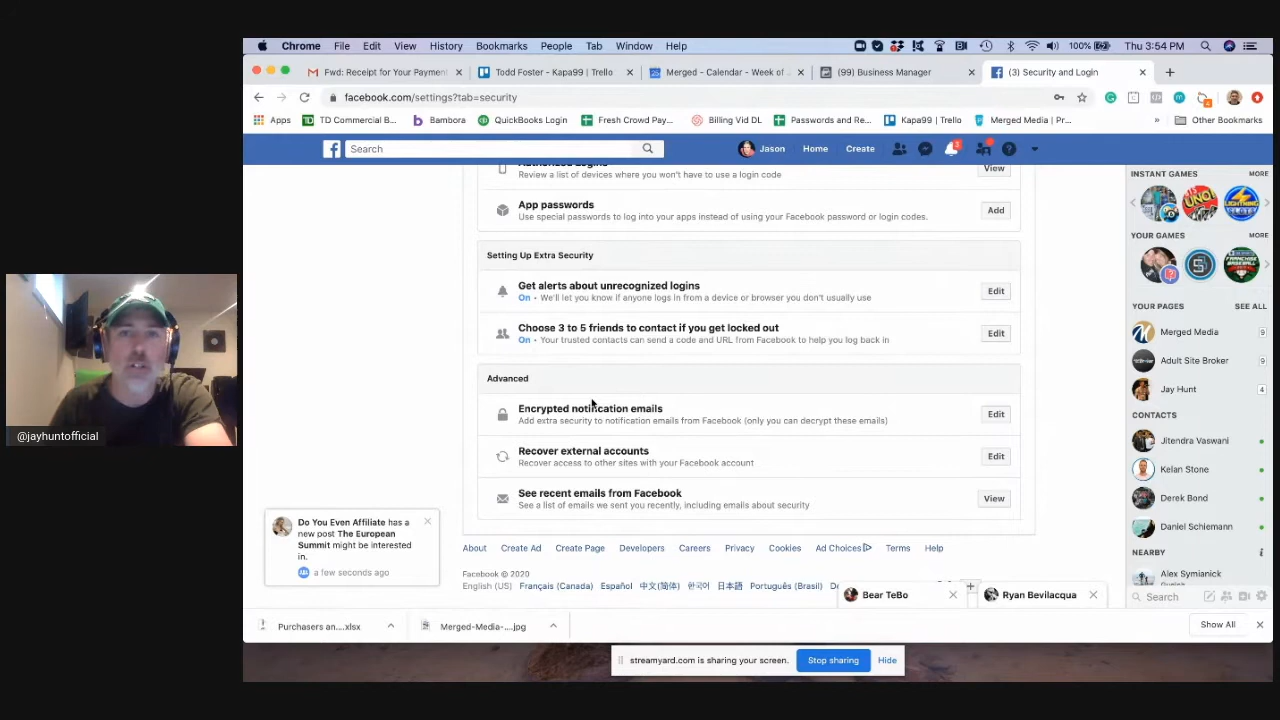 Chrome File Edit View History Bookmarks People Tab Window Help
100% Thu 3:54 PM
Fwd: Receipt for Your Paymen
Todd Foster - Kapa99 | Trello
Merged - Calendar - Week of
(99) Business Manager
(3) Security and Login
facebook.com/settings?tab=security
Apps
TD Commercial B...
Bambora
QuickBooks Login
Fresh Crowd Pay...
Billing Vid DL
Passwords and Re...
Kapa99 | Trello
Merged Media | Pr...
»
Other Bookmarks
Search
Jason
Home
Create
3
Authorized Logins
Review a list of devices where you won't have to use a login code
View
App passwords
Use special passwords to log into your apps instead of using your Facebook password or login codes.
Add
Setting Up Extra Security
Get alerts about unrecognized logins
On • We'll let you know if anyone logs in from a device or browser you don't usually use
Edit
Choose 3 to 5 friends to contact if you get locked out
On • Your trusted contacts can send a code and URL from Facebook to help you log back in
Edit
Advanced
Encrypted notification emails
Add extra security to notification emails from Facebook (only you can decrypt these emails)
Edit
Recover external accounts
Recover access to other sites with your Facebook account
Edit
See recent emails from Facebook
See a list of emails we sent you recently, including emails about security
View
About Create Ad Create Page Developers Careers Privacy Cookies Ad Choices Terms Help
Facebook © 2020
English (US) Français (Canada) Español 中文(简体) 한국어 日本語 Português (Brasil)
INSTANT GAMES
MORE
UNO
YOUR GAMES
MORE
YOUR PAGES
SEE ALL
Merged Media
9
Adult Site Broker
9
Jay Hunt
4
CONTACTS
Jitendra Vaswani
Kelan Stone
Derek Bond
Daniel Schiemann
NEARBY
Alex Symianick
Search
@jayhuntofficial
Do You Even Affiliate has a
new post The European
Summit might be interested
in.
a few seconds ago
Bear TeBo
Ryan Bevilacqua
Purchasers an....xlsx
Merged-Media-....jpg
Show All
streamyard.com is sharing your screen.
Stop sharing
Hide